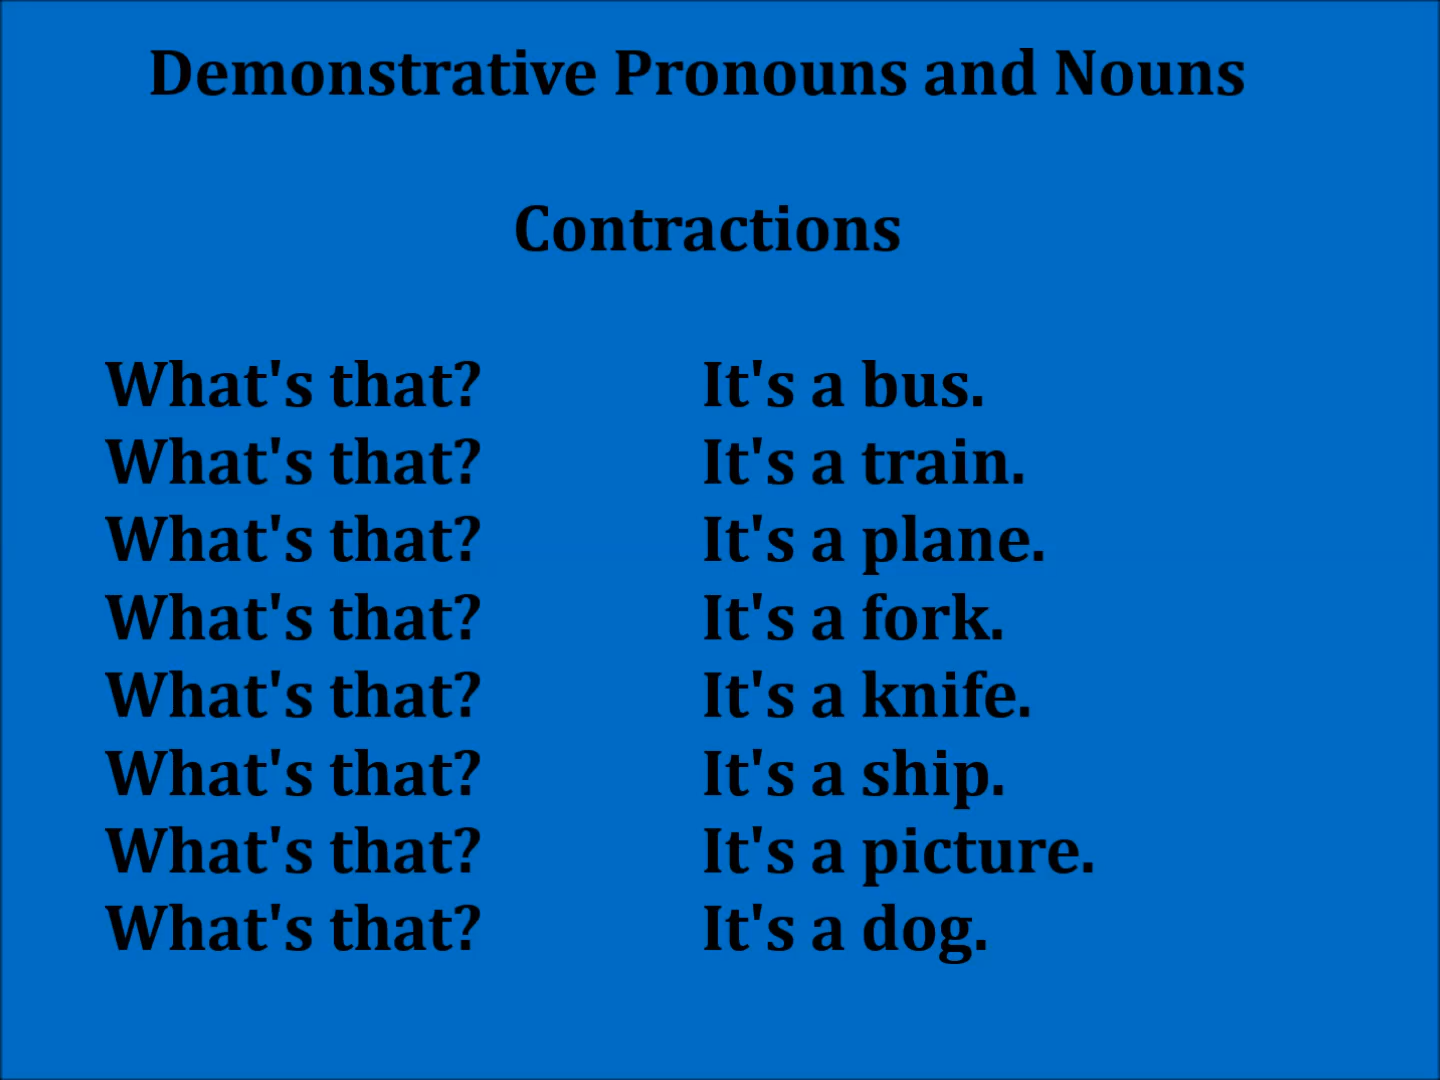 Demonstrative Pronouns and Nouns
Contractions
What's that? It's a bus.
What's that? It's a train.
What's that? It's a plane.
What's that? It's a fork.
What's that? It's a knife.
What's that? It's a ship.
What's that? It's a picture.
What's that? It's a dog.